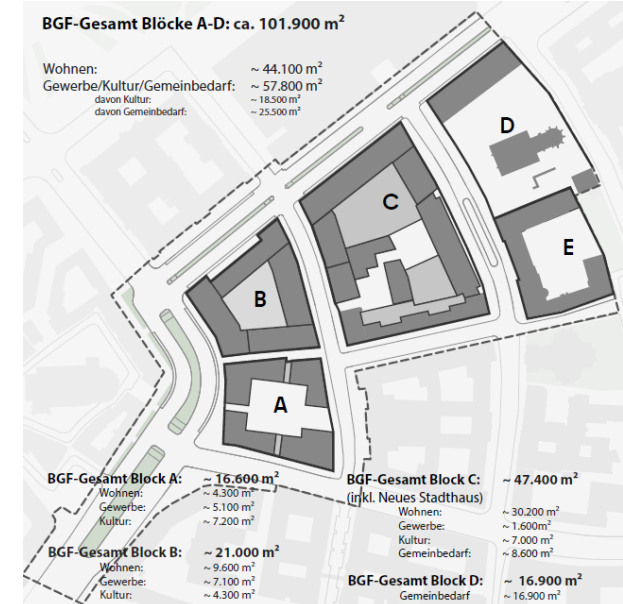 BGF-Gesamt Blöcke A-D: ca. 101.900 m²
Wohnen: ~ 44.100 m²
Gewerbe/Kultur/Gemeinbedarf: ~ 57.800 m²
davon Kultur: ~ 18.500 m²
davon Gemeinbedarf: ~ 25.500 m²
D
C
E
B
A
BGF-Gesamt Block A: ~ 16.600 m²
Wohnen: ~ 4.300 m²
Gewerbe: ~ 5.100 m²
Kultur: ~ 7.200 m²
BGF-Gesamt Block B: ~ 21.000 m²
Wohnen: ~ 9.600 m²
Gewerbe: ~ 7.100 m²
Kultur: ~ 4.300 m²
BGF-Gesamt Block C: ~ 47.400 m²
(inkl. Neues Stadthaus)
Wohnen: ~ 30.200 m²
Gewerbe: ~ 1.600m²
Kultur: ~ 7.000 m²
Gemeinbedarf: ~ 8.600 m²
BGF-Gesamt Block D: ~ 16.900 m²
Gemeinbedarf ~ 16.900 m²